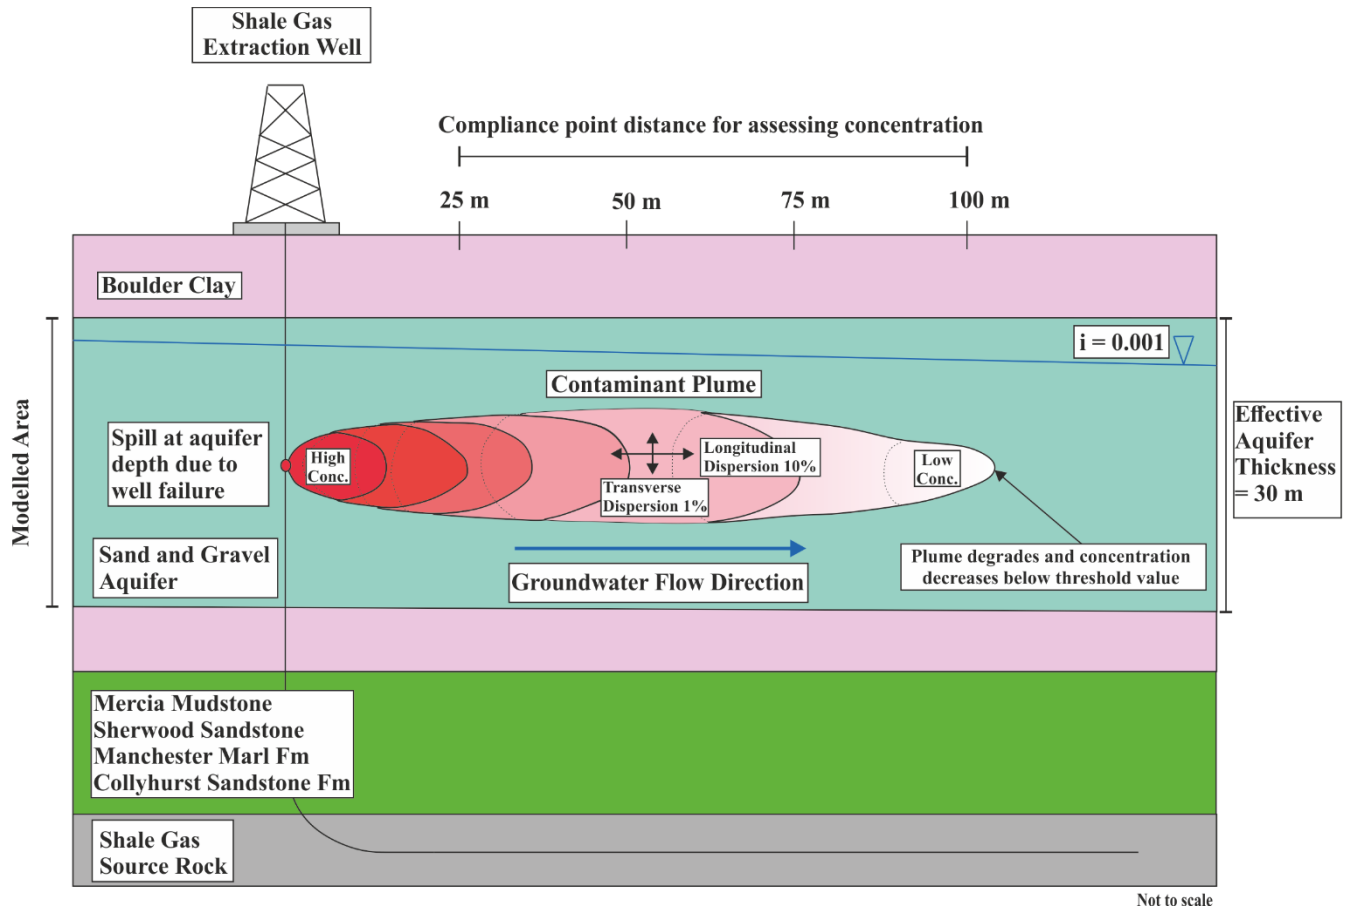 Shale Gas
Extraction Well
Compliance point distance for assessing concentration
25 m
50 m
75 m
100 m
Boulder Clay
i = 0.001
Contaminant Plume
Modelled Area
Spill at aquifer
depth due to
well failure
High
Conc.
Longitudinal
Dispersion 10%
Transverse
Dispersion 1%
Low
Conc.
Effective
Aquifer
Thickness
= 30 m
Sand and Gravel
Aquifer
Groundwater Flow Direction
Plume degrades and concentration
decreases below threshold value
Mercia Mudstone
Sherwood Sandstone
Manchester Marl Fm
Collyhurst Sandstone Fm
Shale Gas
Source Rock
Not to scale